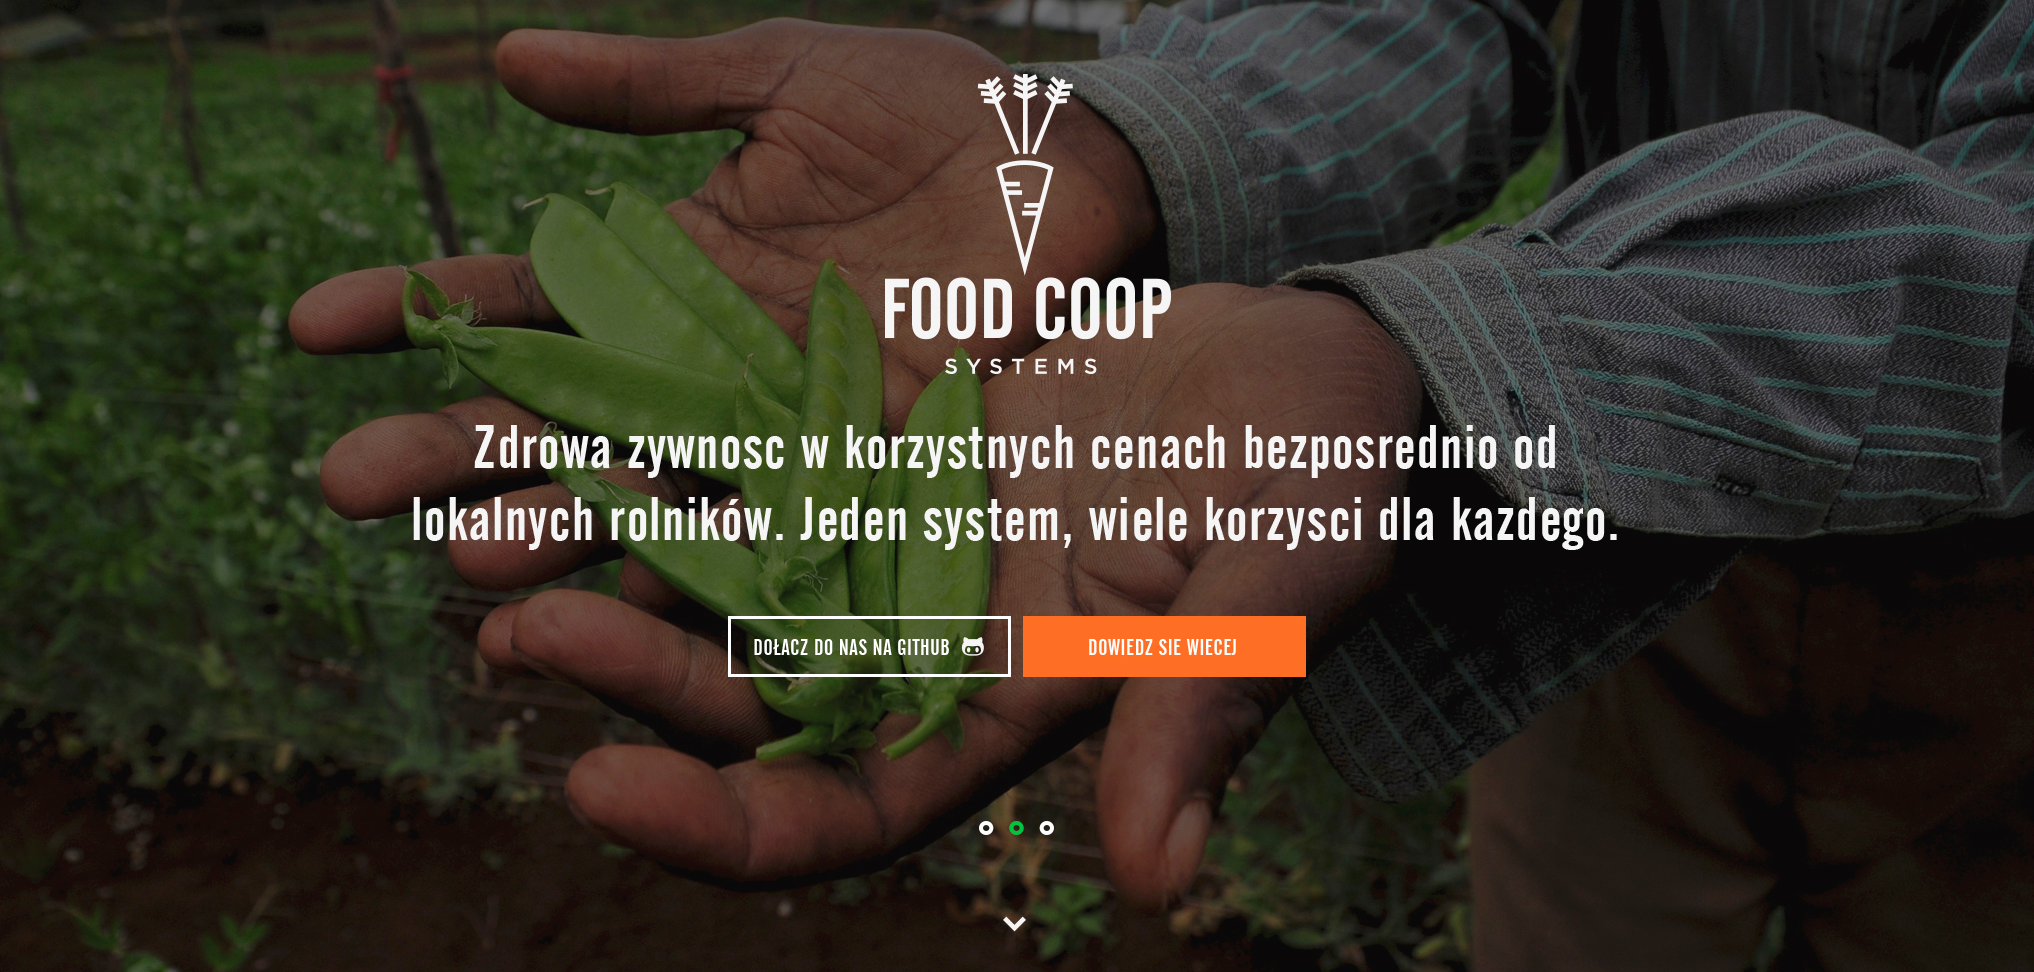 FOOD COOP
SYSTEMS
Zdrowa zywnosc w korzystnych cenach bezposrednio od
lokalnych rolników. Jeden system, wiele korzysci dla kazdego.
DOŁACZ DO NAS NA GITHUB
DOWIEDZ SIE WIECEJ